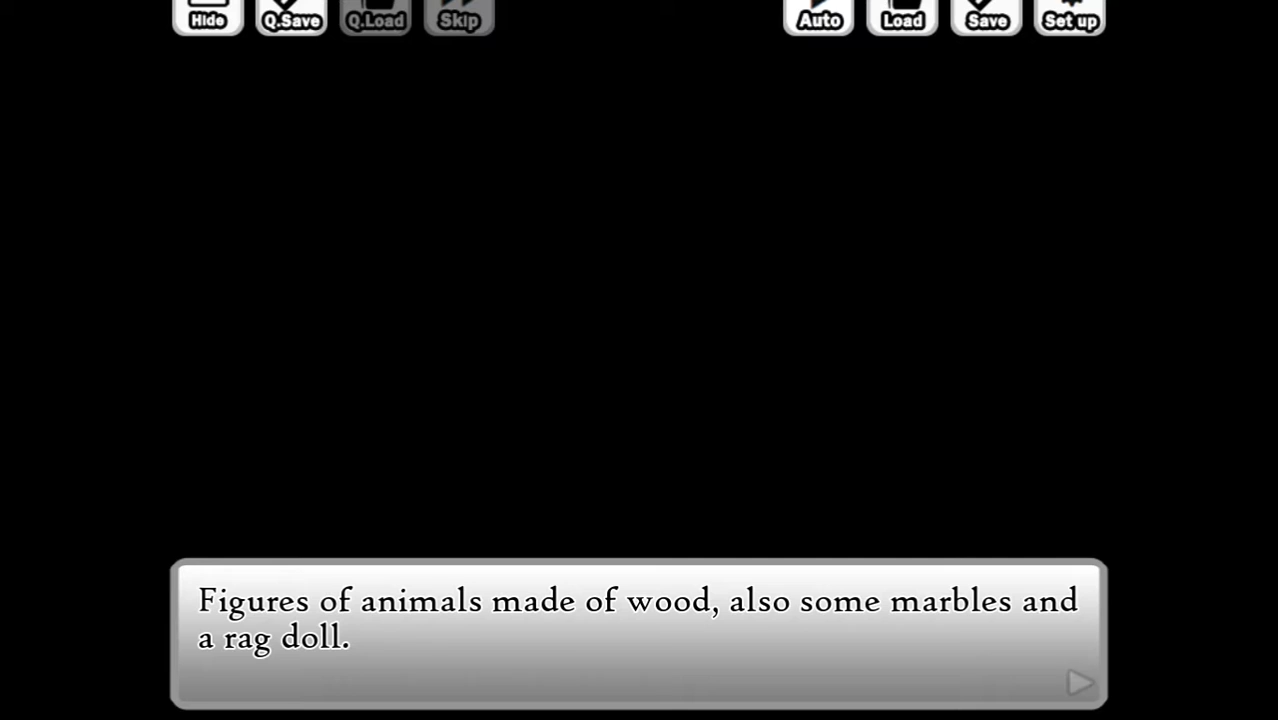 Hide Q.Save Q.Load Skip Auto Load Save Set up
Figures of animals made of wood, also some marbles and
a rag doll.